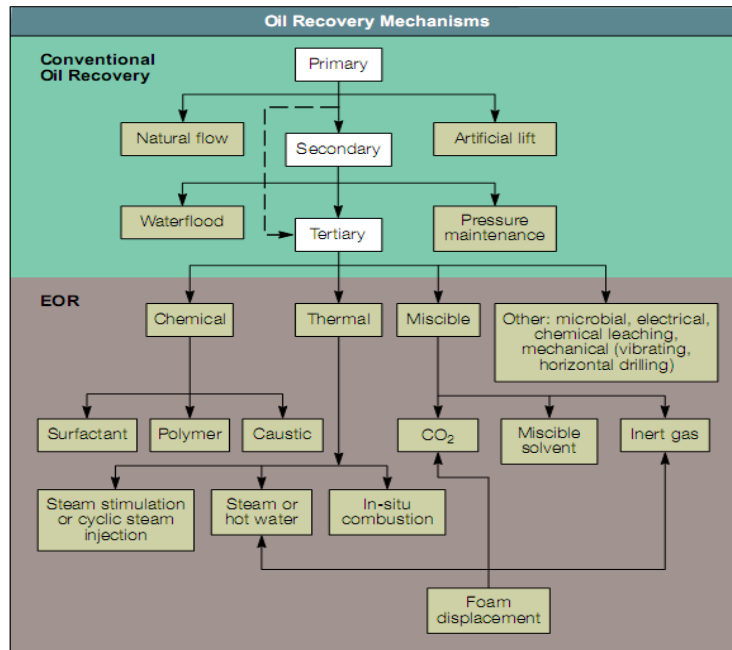 Oil Recovery Mechanisms
Conventional
Oil Recovery
Primary
Natural flow
Artificial lift
Secondary
Waterflood
Pressure
maintenance
Tertiary
EOR
Chemical
Thermal
Miscible
Other: microbial, electrical,
chemical leaching,
mechanical (vibrating,
horizontal drilling)
Surfactant
Polymer
Caustic
CO₂
Miscible
solvent
Inert gas
Steam stimulation
or cyclic steam
injection
Steam or
hot water
In-situ
combustion
Foam
displacement